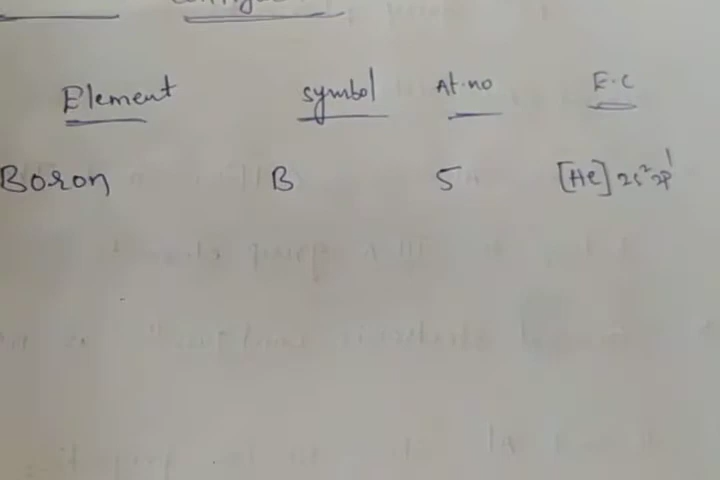 Element symbol At.no E.C
Boron B 5 [He] 2s² 2p¹